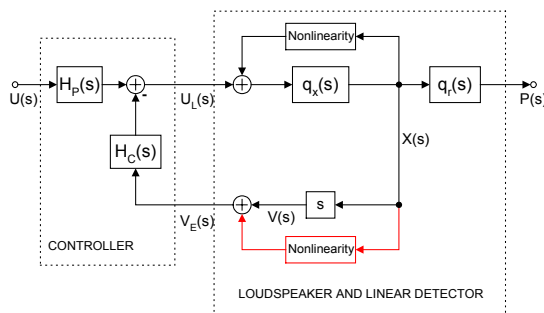 Nonlinearity
H_P(s)
q_x(s)
q_r(s)
U(s)
-
U_L(s)
P(s)
X(s)
H_C(s)
s
V(s)
V_E(s)
Nonlinearity
CONTROLLER
LOUDSPEAKER AND LINEAR DETECTOR